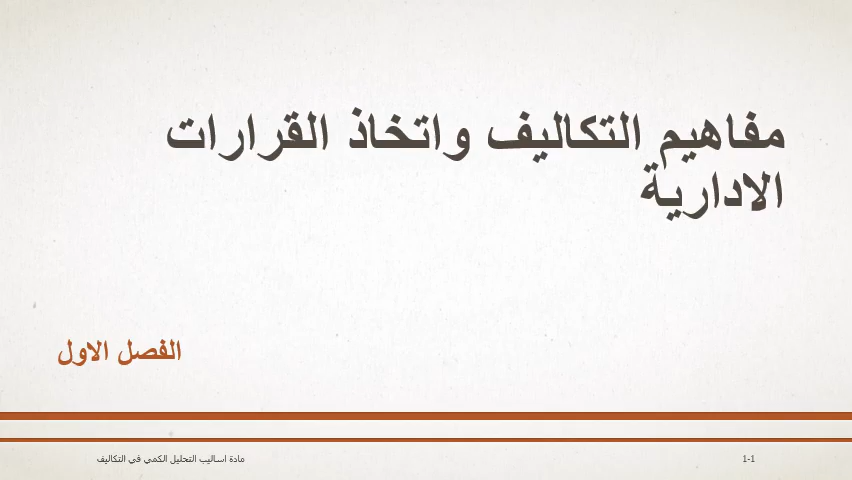 مفاهيم التكاليف واتخاذ القرارات
الادارية
الفصل الاول
مادة اساليب التحليل الكمي في التكاليف
1-1